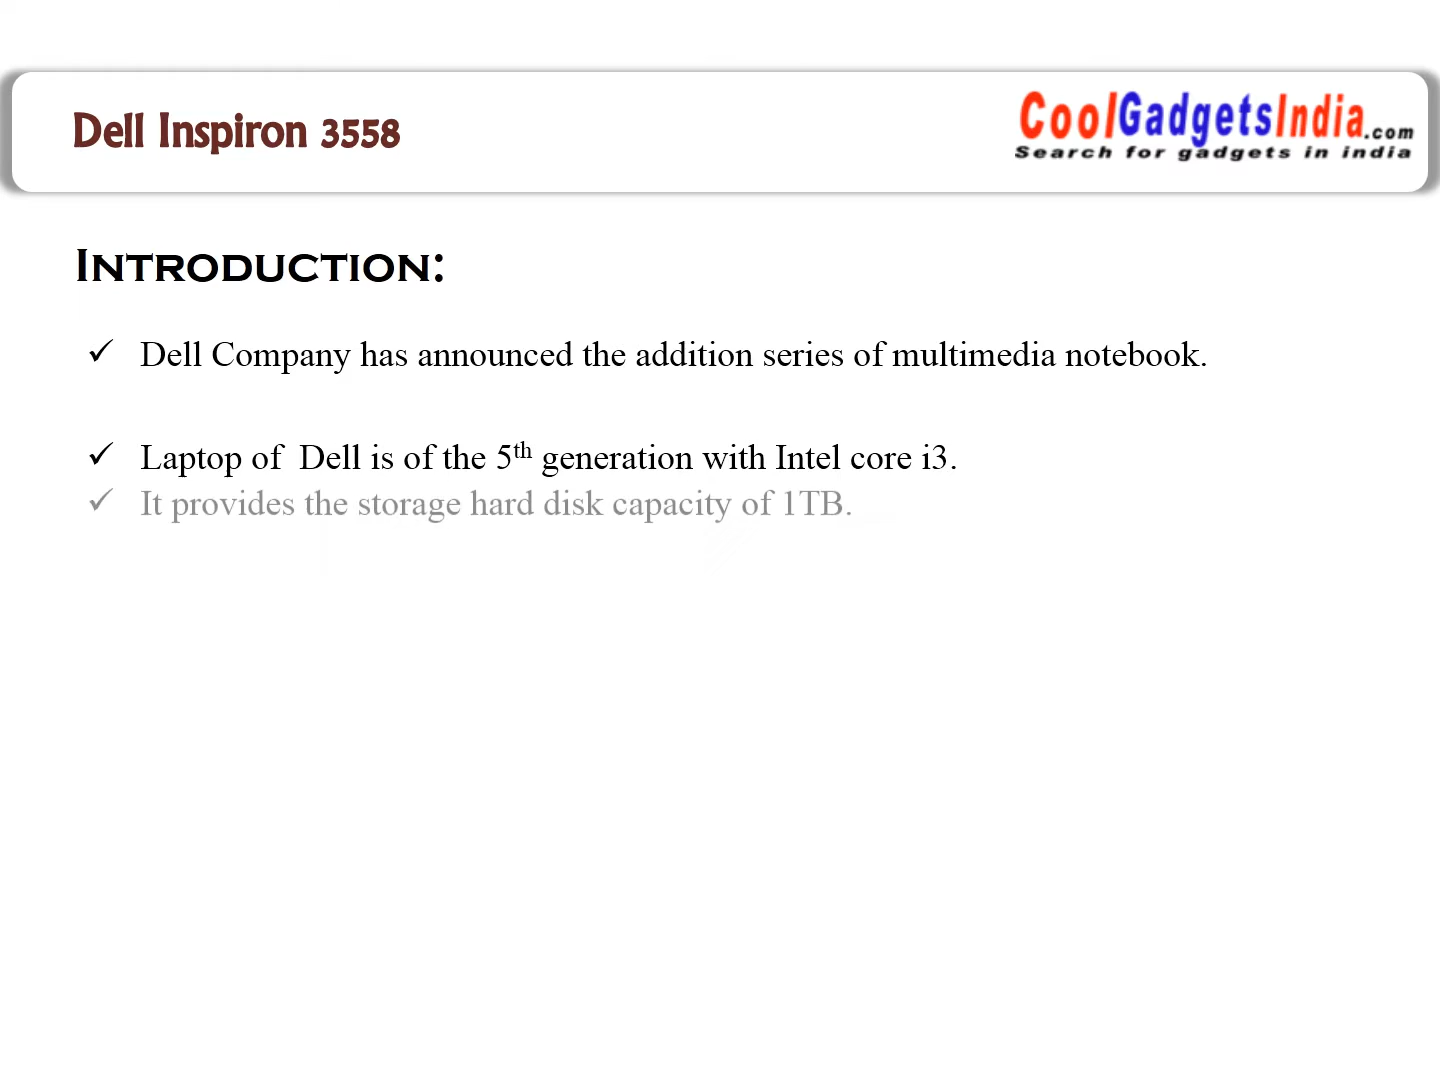 Dell Inspiron 3558
CoolGadgetsIndia.com
Search for gadgets in india
INTRODUCTION:
✓ Dell Company has announced the addition series of multimedia notebook.
✓ Laptop of Dell is of the 5th generation with Intel core i3.
✓ It provides the storage hard disk capacity of 1TB.